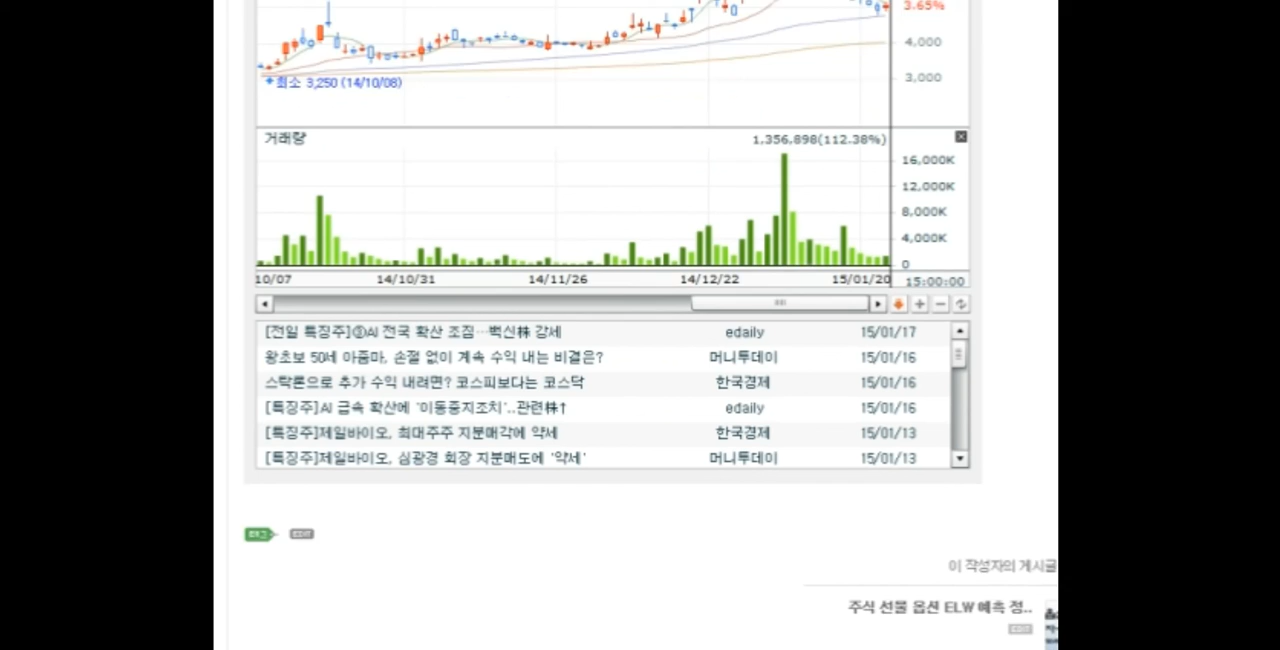 3.65%
4,000
3,000
최소 3,250 (14/10/08)
거래량
1,356,898(112.38%)
16,000K
12,000K
8,000K
4,000K
0
10/07 14/10/31 14/11/26 14/12/22 15/01/20 15:00:00
[전일 특징주]①AI 전국 확산 조짐…백신株 강세 edaily 15/01/17
왕초보 50세 아줌마, 손절 없이 계속 수익 내는 비결은? 머니투데이 15/01/16
스탁론으로 추가 수익 내려면? 코스피보다는 코스닥 한국경제 15/01/16
[특징주]AI 급속 확산에 '이동중지조치'..관련株↑ edaily 15/01/16
[특징주]제일바이오, 최대주주 지분매각에 약세 한국경제 15/01/13
[특징주]제일바이오, 심광경 회장 지분매도에 '약세' 머니투데이 15/01/13
태그 EDIT
이 작성자의 게시글
주식 선물 옵션 ELW 예측 정..
EDIT